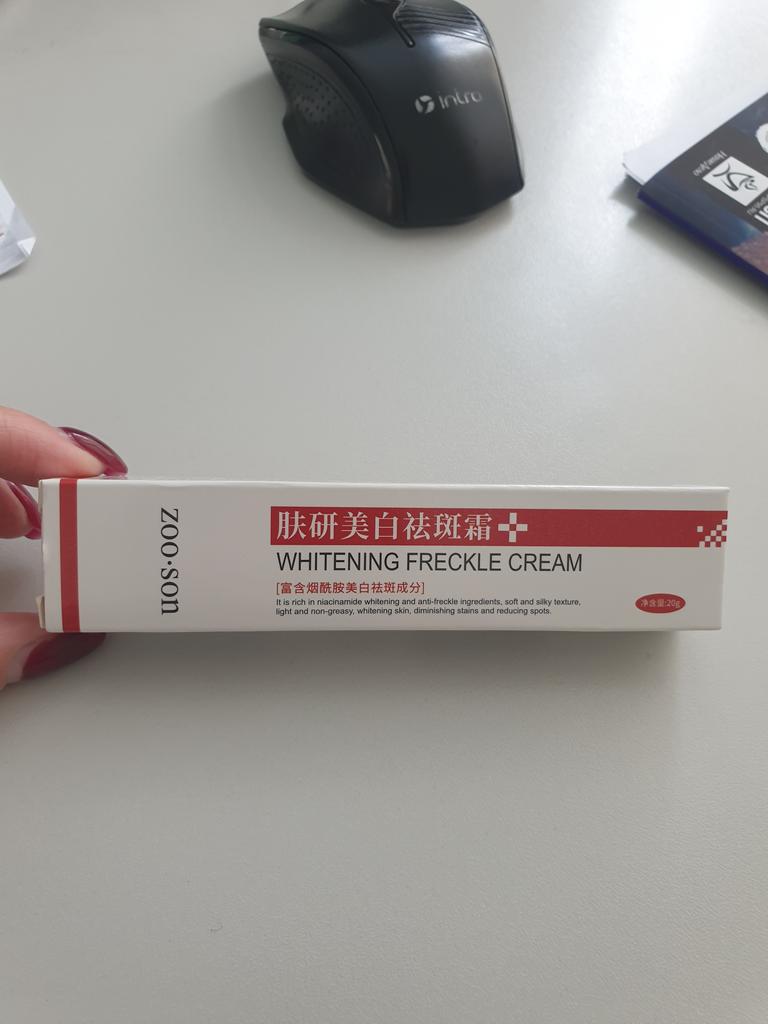 intro
HowAyo
zoo·son
肤研美白祛斑霜
WHITENING FRECKLE CREAM
[富含烟酰胺美白祛斑成分]
It is rich in niacinamide whitening and anti-freckle ingredients, soft and silky texture,
light and non-greasy, whitening skin, diminishing stains and reducing spots.
净含量:20g